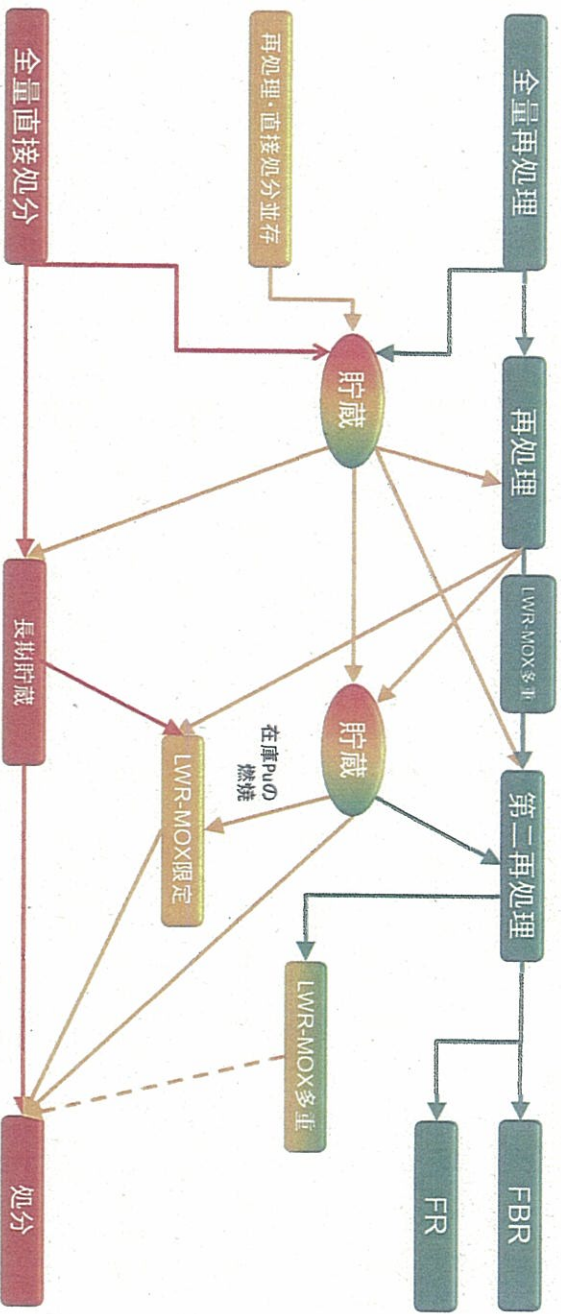 全量再処理
再処理
LWR-MOX多重
第二再処理
FBR
FR
再処理・直接処分並存
貯蔵
貯蔵
LWR-MOX多重
在庫Puの
燃焼
LWR-MOX限定
全量直接処分
長期貯蔵
処分